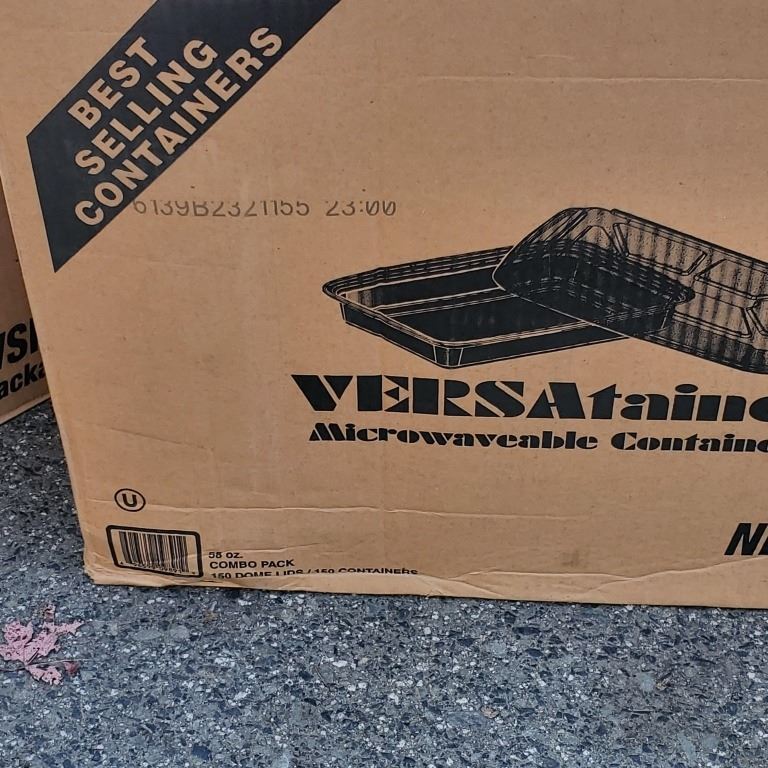 BEST
SELLING
CONTAINERS
6139B2321155 23:00
VERSAtaine
Microwaveable Containe
U
58 oz.
COMBO PACK
150 DOME LIDS / 150 CONTAINERS